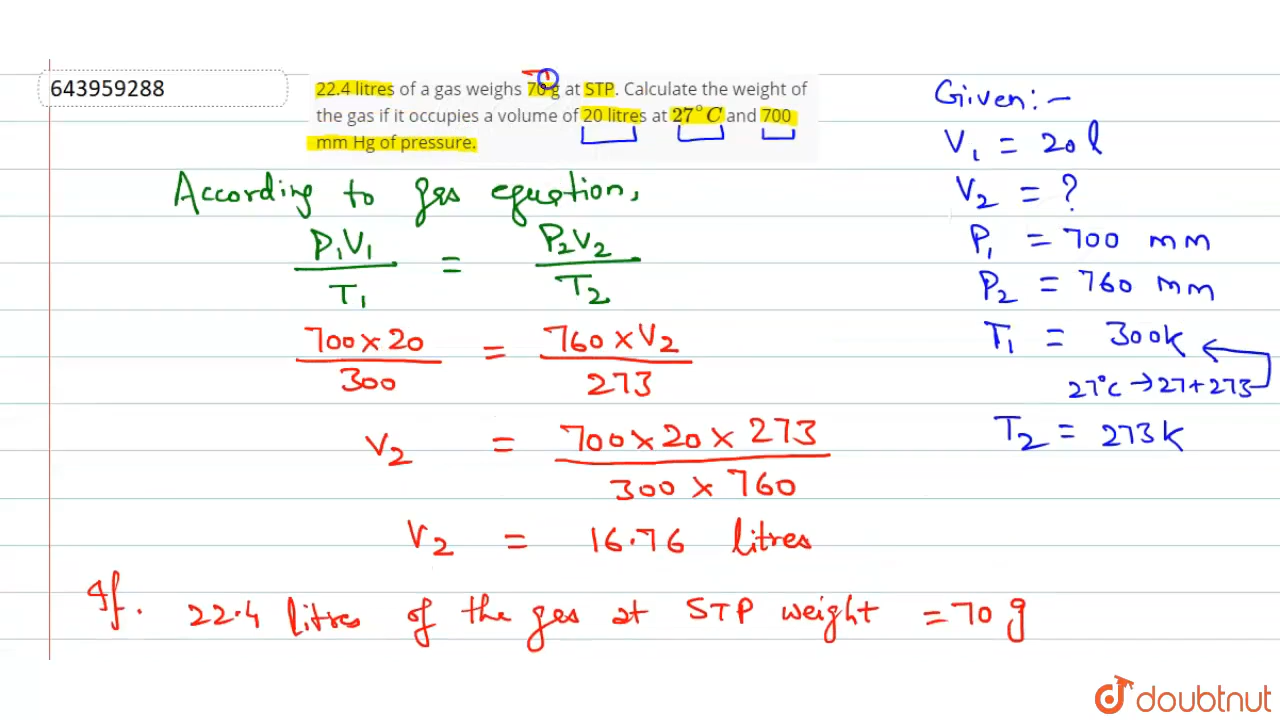 643959288
22.4 litres of a gas weighs 70 g at STP. Calculate the weight of
the gas if it occupies a volume of 20 litres at 27°C and 700
mm Hg of pressure.
Given:-
V₁ = 20 l
V₂ = ?
P₁ = 700 mm
P₂ = 760 mm
T₁ = 300K
27°C → 27+273
T₂ = 273K
According to gas equation,
P₁V₁/T₁ = P₂V₂/T₂
700×20/300 = 760×V₂/273
V₂ = 700×20×273/300×760
V₂ = 16.76 litres
If. 22.4 litres of the gas at STP weight = 70 g
doubtnut